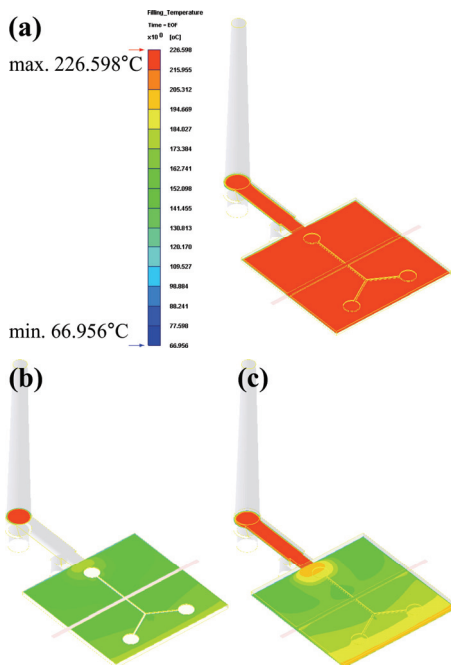 (a)
max. 226.598°C
min. 66.956°C
Filling_Temperature
Time = EOF
x10 0 [oC]
226.598
215.955
205.312
194.669
184.027
173.384
162.741
152.098
141.455
130.813
120.170
109.527
98.884
88.241
77.598
66.956
(b)
(c)